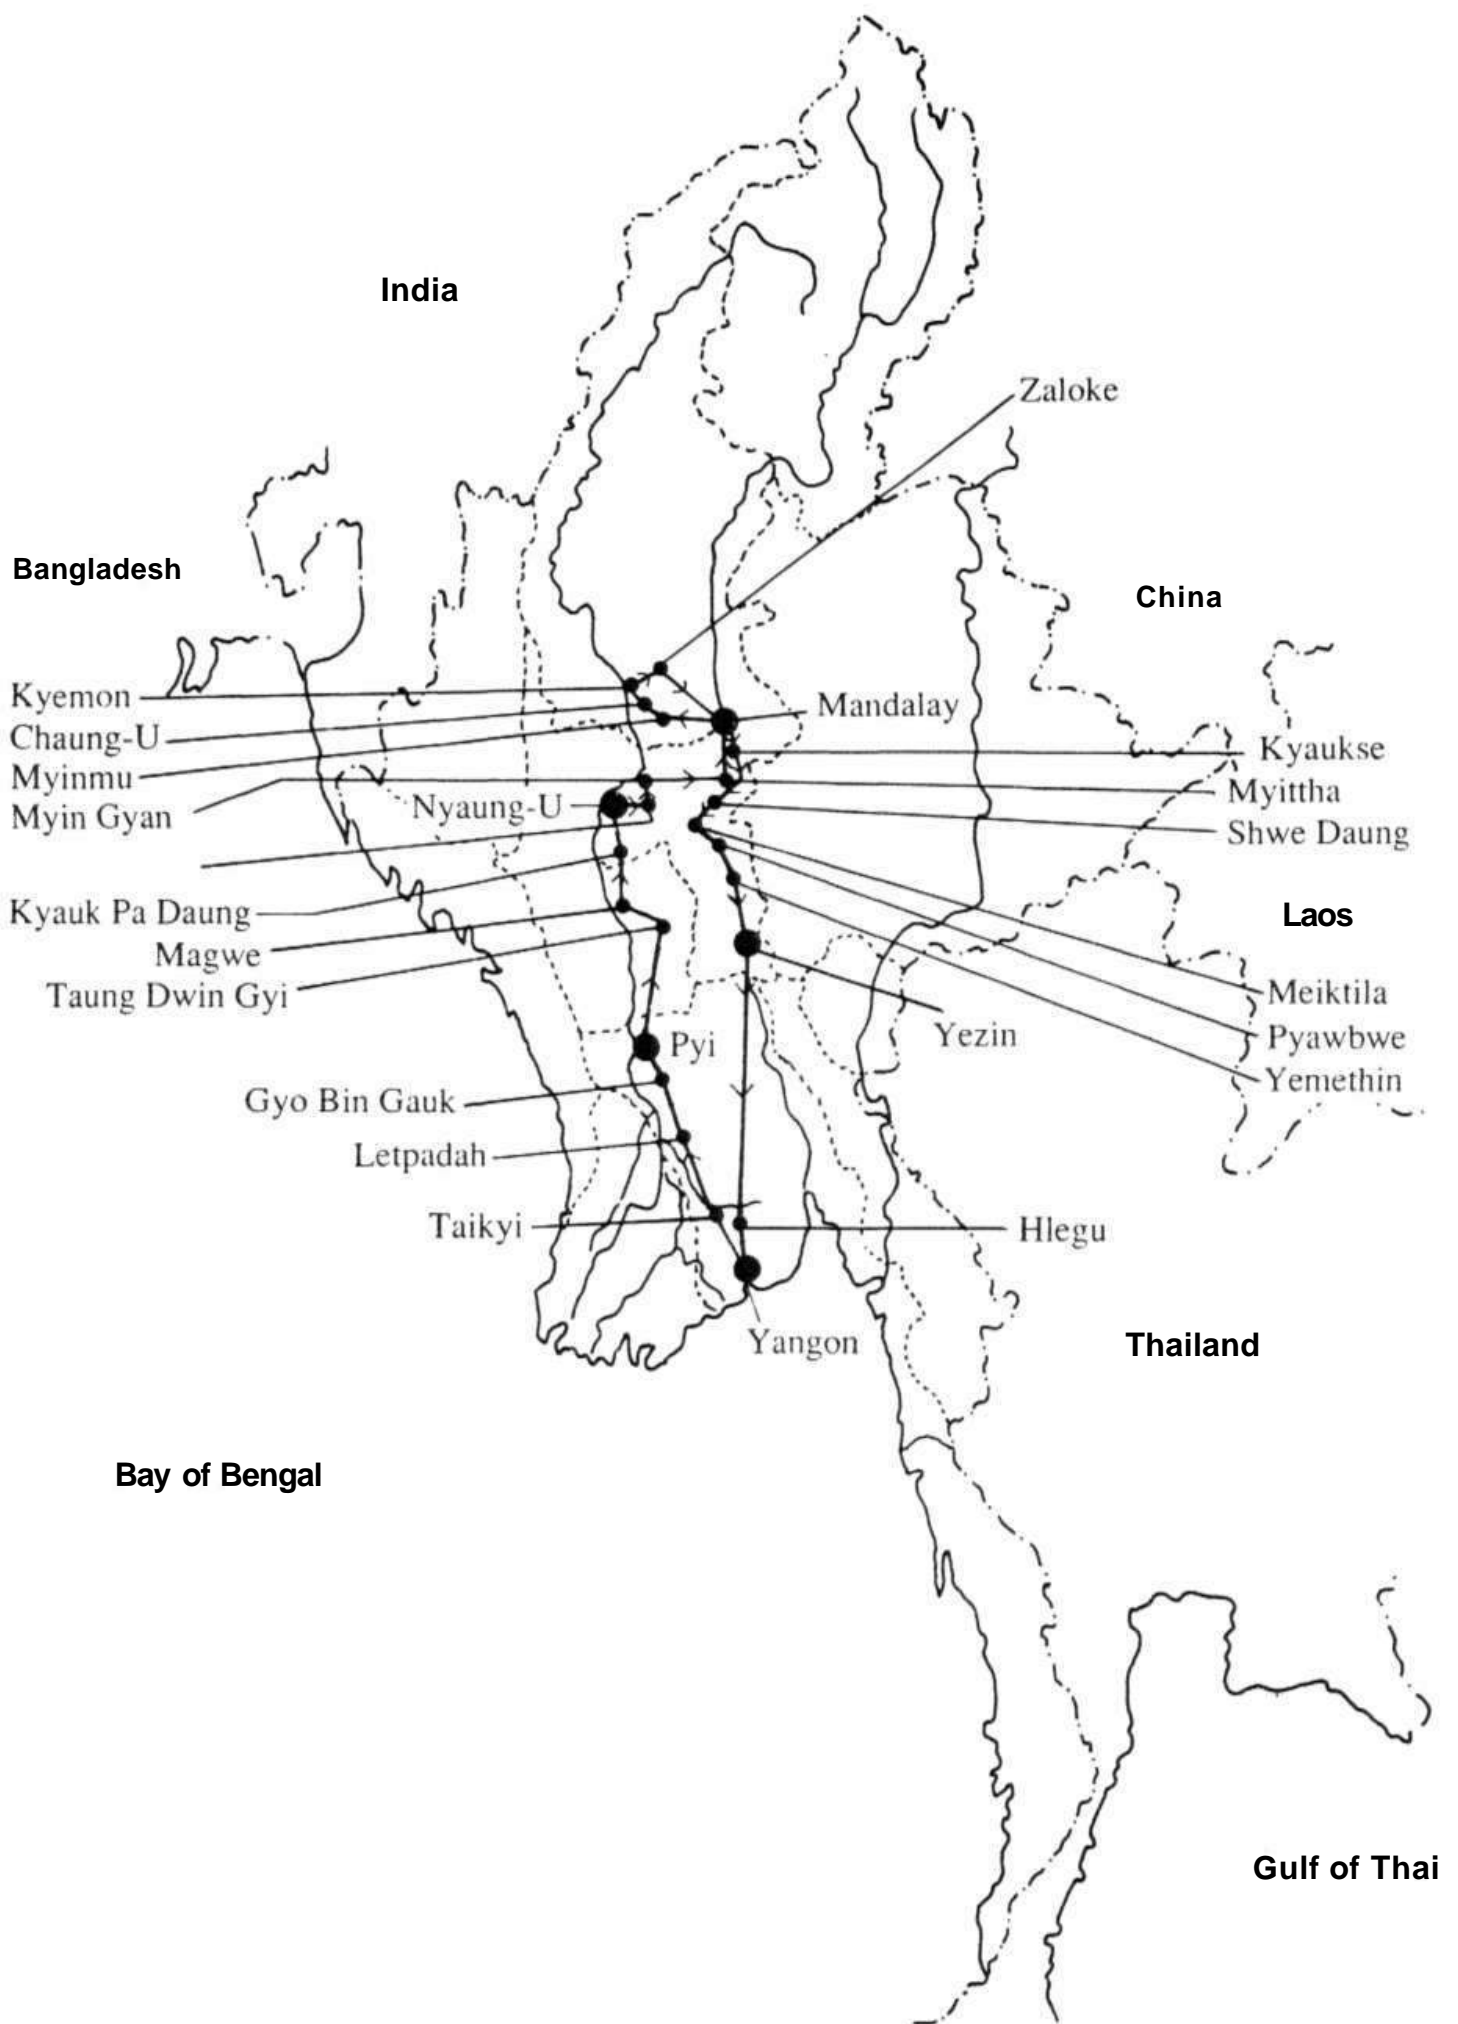 India
Zaloke
Bangladesh
China
Kyemon
Mandalay
Chaung-U
Kyaukse
Myinmu
Myittha
Myin Gyan
Nyaung-U
Shwe Daung
Kyauk Pa Daung
Laos
Magwe
Taung Dwin Gyi
Meiktila
Yezin
Pyawbwe
Pyi
Yemethin
Gyo Bin Gauk
Letpadah
Taikyi
Hlegu
Yangon
Thailand
Bay of Bengal
Gulf of Thai